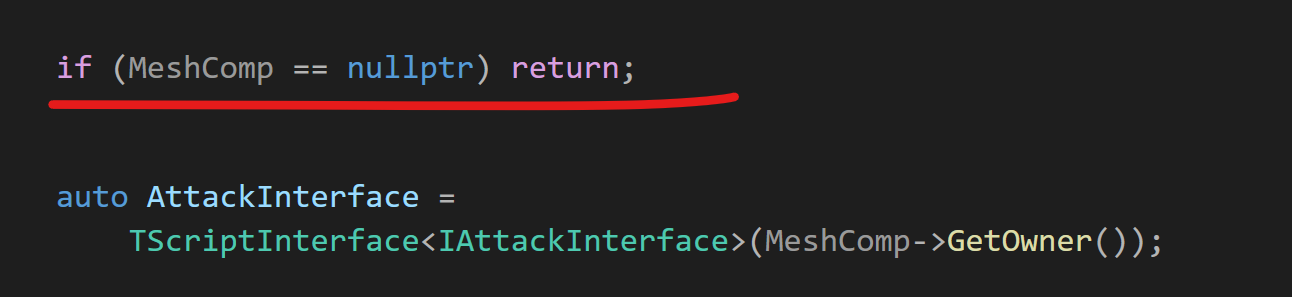 if (MeshComp == nullptr) return;
auto AttackInterface =
TScriptInterface<IAttackInterface>(MeshComp->GetOwner());